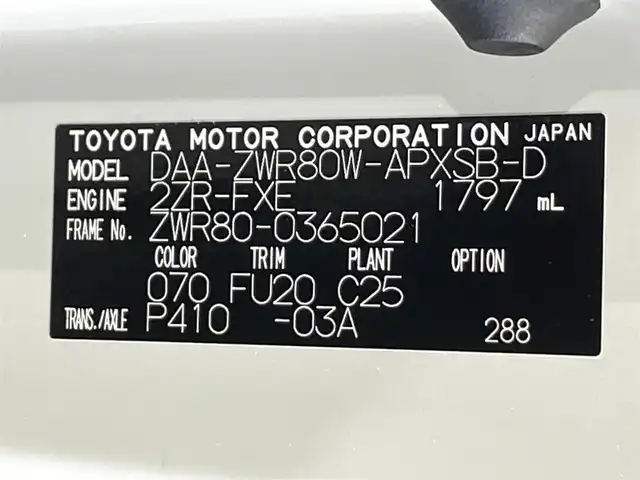 TOYOTA MOTOR CORPORATION JAPAN
MODEL DAA-ZWR80W-APXSB-D
ENGINE 2ZR-FXE 1797 mL
FRAME No. ZWR80-0365021
COLOR TRIM PLANT OPTION
070 FU20 C25
TRANS./AXLE P410 -03A 288